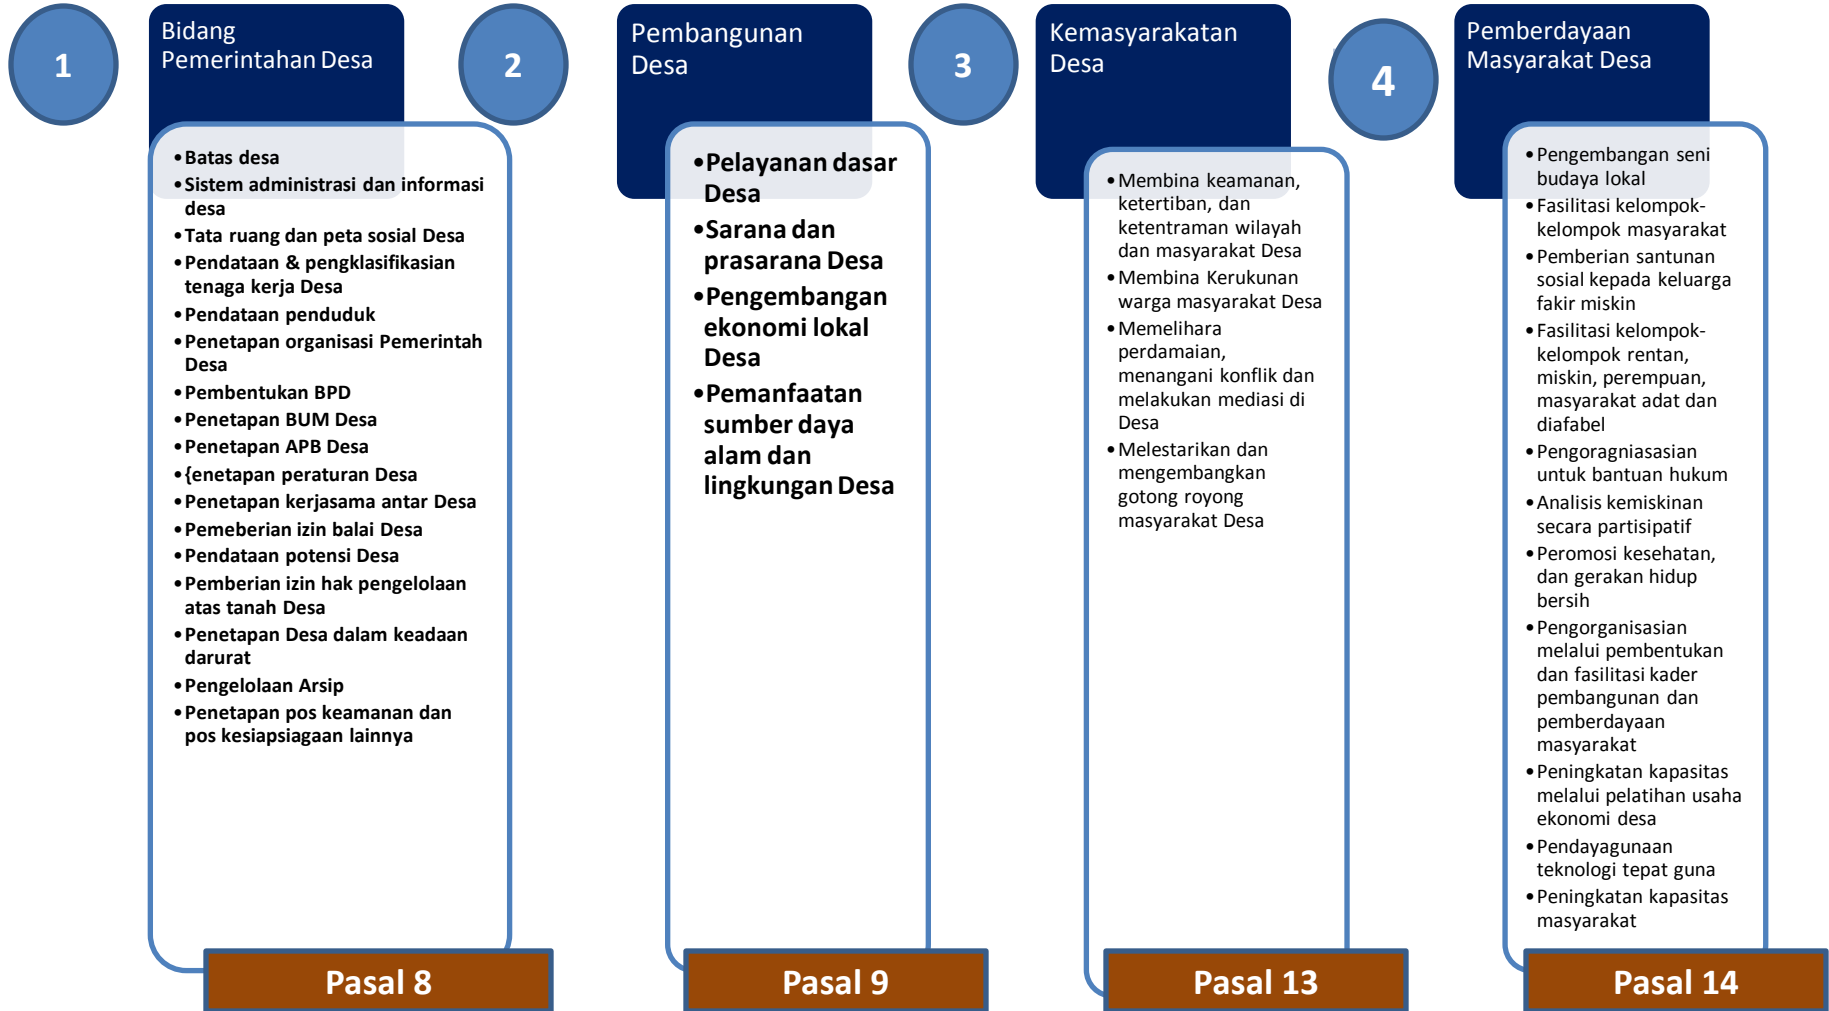 1
Bidang
Pemerintahan Desa
•Batas desa
•Sistem administrasi dan informasi
desa
•Tata ruang dan peta sosial Desa
•Pendataan & pengklasifikasian
tenaga kerja Desa
•Pendataan penduduk
•Penetapan organisasi Pemerintah
Desa
•Pembentukan BPD
•Penetapan BUM Desa
•Penetapan APB Desa
•{enetapan peraturan Desa
•Penetapan kerjasama antar Desa
•Pemeberian izin balai Desa
•Pendataan potensi Desa
•Pemberian izin hak pengelolaan
atas tanah Desa
•Penetapan Desa dalam keadaan
darurat
•Pengelolaan Arsip
•Penetapan pos keamanan dan
pos kesiapsiagaan lainnya
Pasal 8
2
Pembangunan
Desa
•Pelayanan dasar
Desa
•Sarana dan
prasarana Desa
•Pengembangan
ekonomi lokal
Desa
•Pemanfaatan
sumber daya
alam dan
lingkungan Desa
Pasal 9
3
Kemasyarakatan
Desa
•Membina keamanan,
ketertiban, dan
ketentraman wilayah
dan masyarakat Desa
•Membina Kerukunan
warga masyarakat Desa
•Memelihara
perdamaian,
menangani konflik dan
melakukan mediasi di
Desa
•Melestarikan dan
mengembangkan
gotong royong
masyarakat Desa
Pasal 13
4
Pemberdayaan
Masyarakat Desa
•Pengembangan seni
budaya lokal
•Fasilitasi kelompok-
kelompok masyarakat
•Pemberian santunan
sosial kepada keluarga
fakir miskin
•Fasilitasi kelompok-
kelompok rentan,
miskin, perempuan,
masyarakat adat dan
diafabel
•Pengoragniasasian
untuk bantuan hukum
•Analisis kemiskinan
secara partisipatif
•Peromosi kesehatan,
dan gerakan hidup
bersih
•Pengorganisasian
melalui pembentukan
dan fasilitasi kader
pembangunan dan
pemberdayaan
masyarakat
•Peningkatan kapasitas
melalui pelatihan usaha
ekonomi desa
•Pendayagunaan
teknologi tepat guna
•Peningkatan kapasitas
masyarakat
Pasal 14